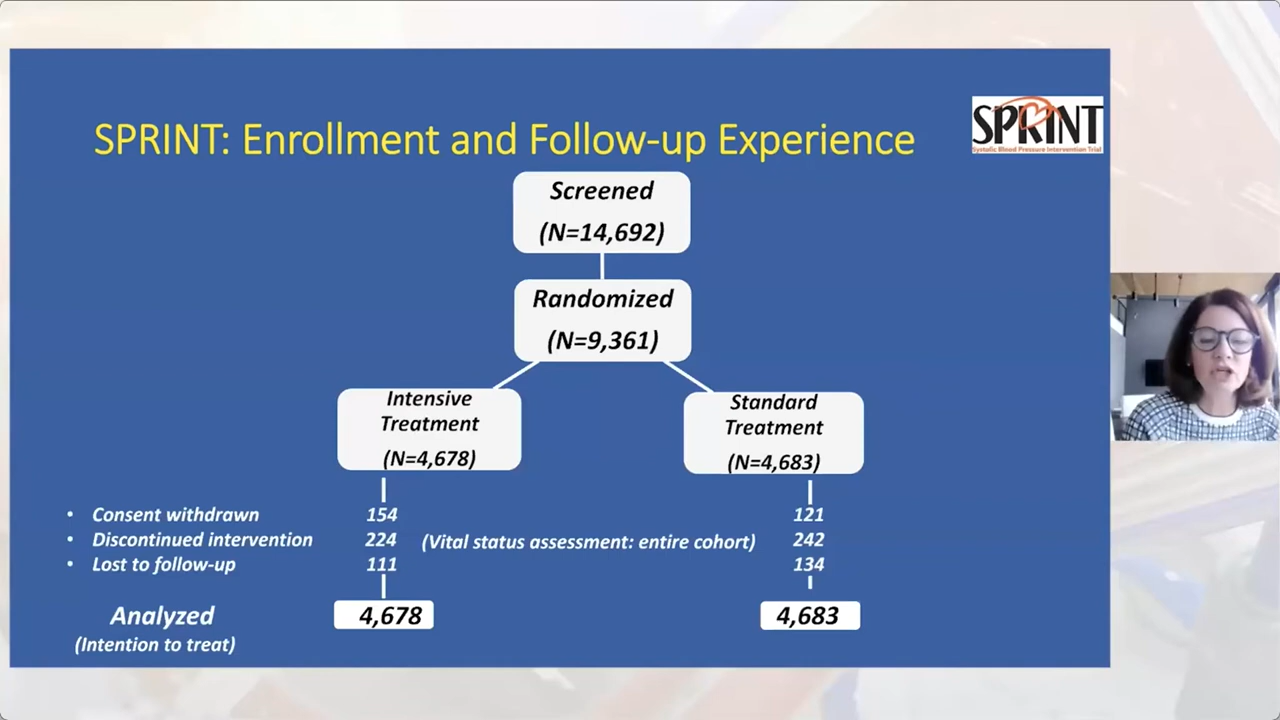 SPRINT: Enrollment and Follow-up Experience
SPRINT
Systolic Blood Pressure Intervention Trial
Screened
(N=14,692)
Randomized
(N=9,361)
Intensive
Treatment
(N=4,678)
Standard
Treatment
(N=4,683)
• Consent withdrawn 154 121
• Discontinued intervention 224 (Vital status assessment: entire cohort) 242
• Lost to follow-up 111 134
Analyzed 4,678 4,683
(Intention to treat)